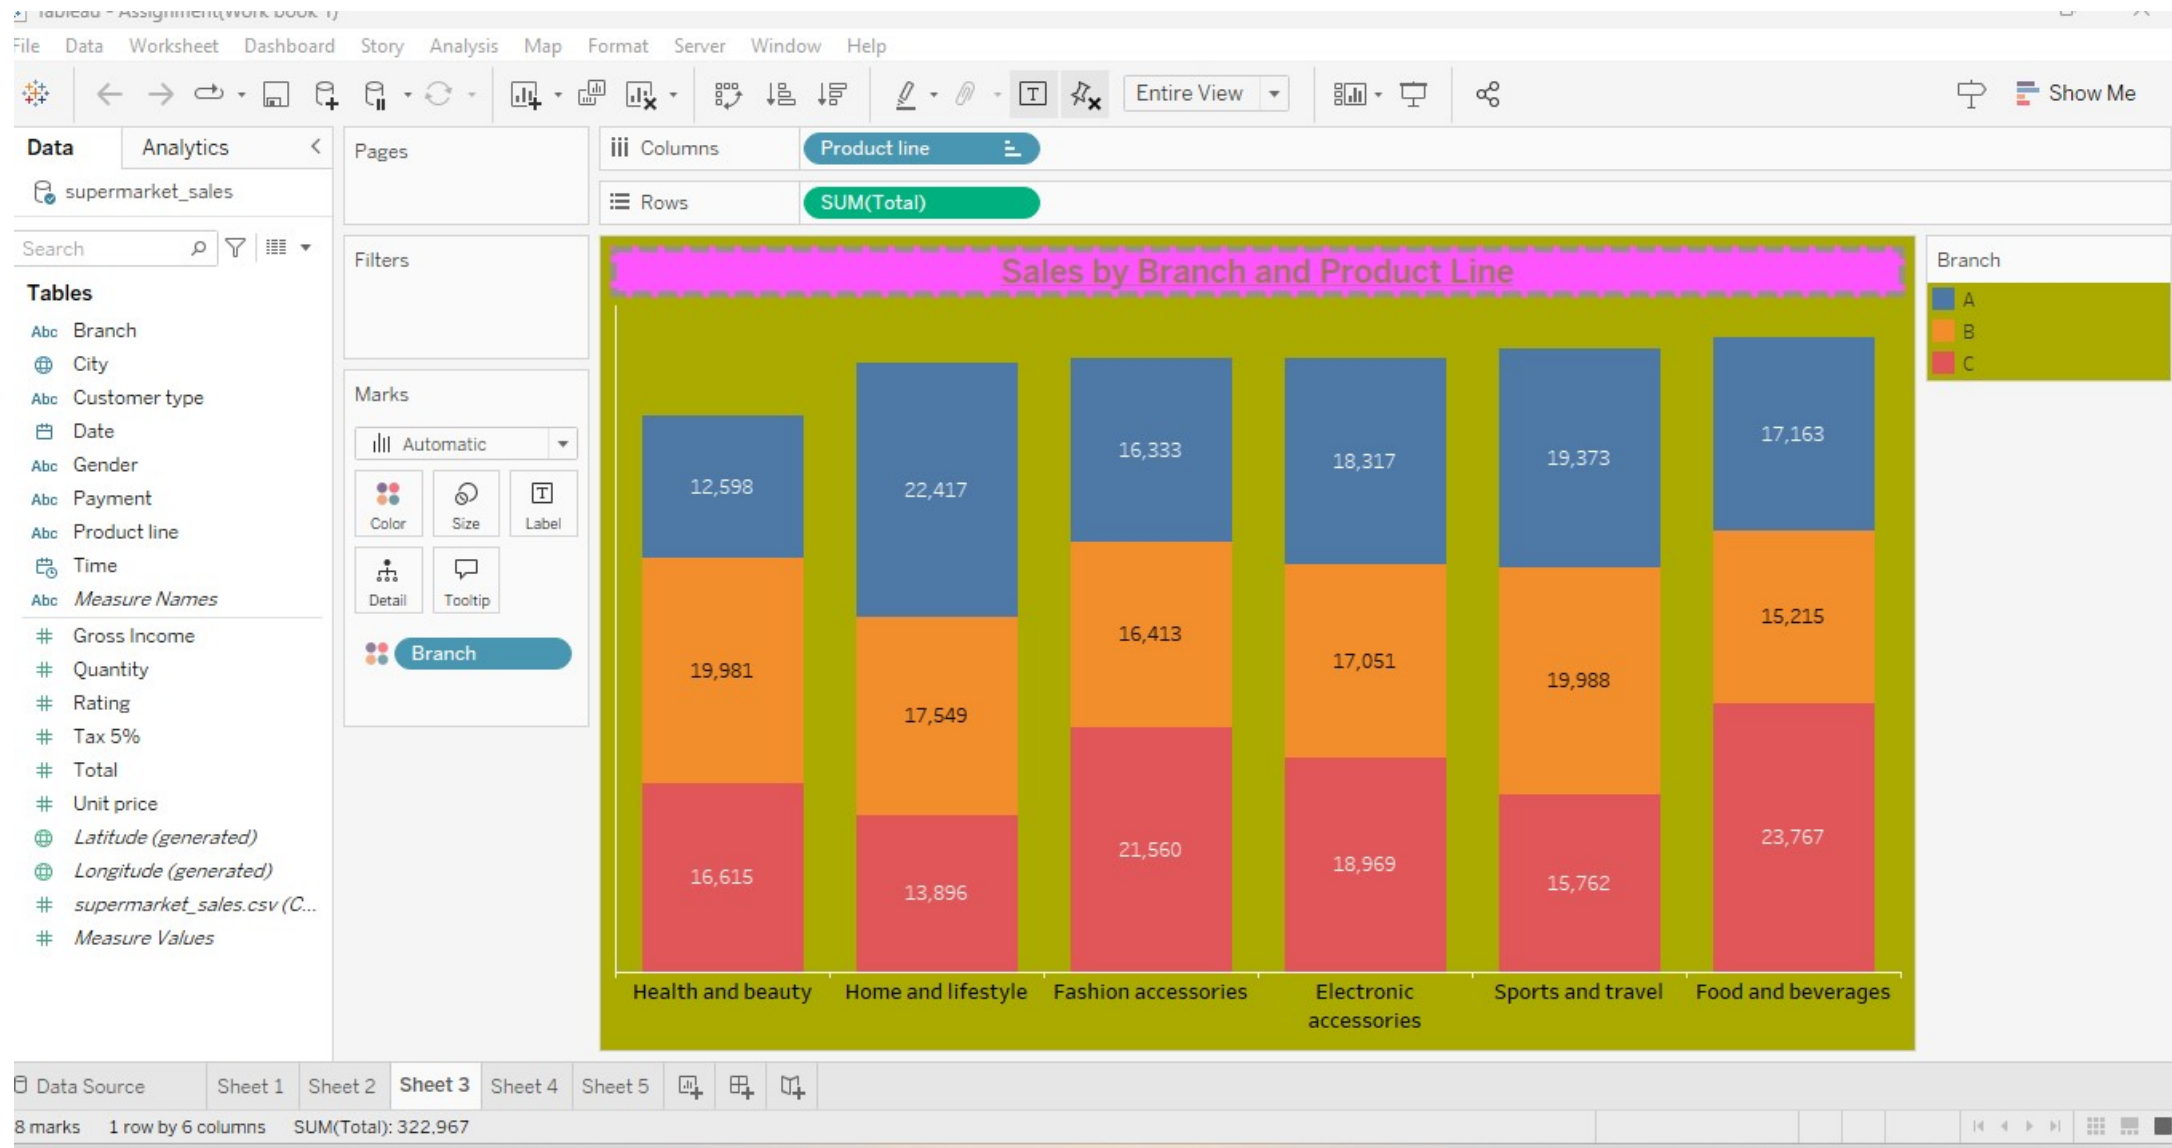 Tableau - Assignment(Work book 1)
File Data Worksheet Dashboard Story Analysis Map Format Server Window Help
Entire View
Show Me
Data Analytics
supermarket_sales
Search
Tables
Abc Branch
City
Abc Customer type
Date
Abc Gender
Abc Payment
Abc Product line
Time
Abc Measure Names
# Gross Income
# Quantity
# Rating
# Tax 5%
# Total
# Unit price
Latitude (generated)
Longitude (generated)
# supermarket_sales.csv (C...
# Measure Values
Pages
Filters
Marks
Automatic
Color Size Label
Detail Tooltip
Branch
Columns Product line
Rows SUM(Total)
Sales by Branch and Product Line
12,598 22,417 16,333 18,317 19,373 17,163
19,981 17,549 16,413 17,051 19,988 15,215
16,615 13,896 21,560 18,969 15,762 23,767
Health and beauty Home and lifestyle Fashion accessories Electronic accessories Sports and travel Food and beverages
Branch
A
B
C
Data Source Sheet 1 Sheet 2 Sheet 3 Sheet 4 Sheet 5
8 marks 1 row by 6 columns SUM(Total): 322,967